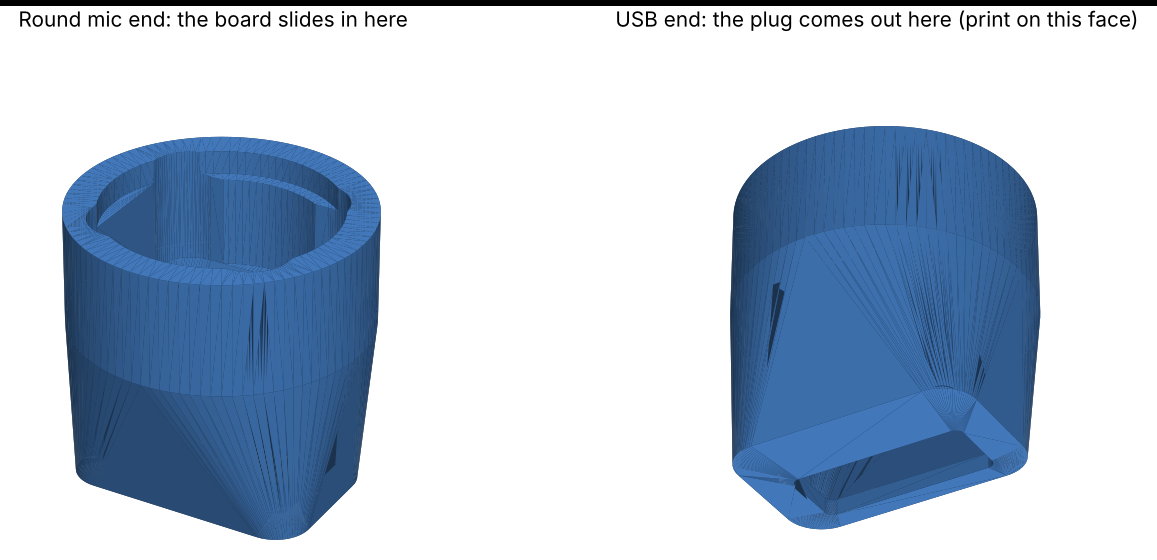 Round mic end: the board slides in here
USB end: the plug comes out here (print on this face)